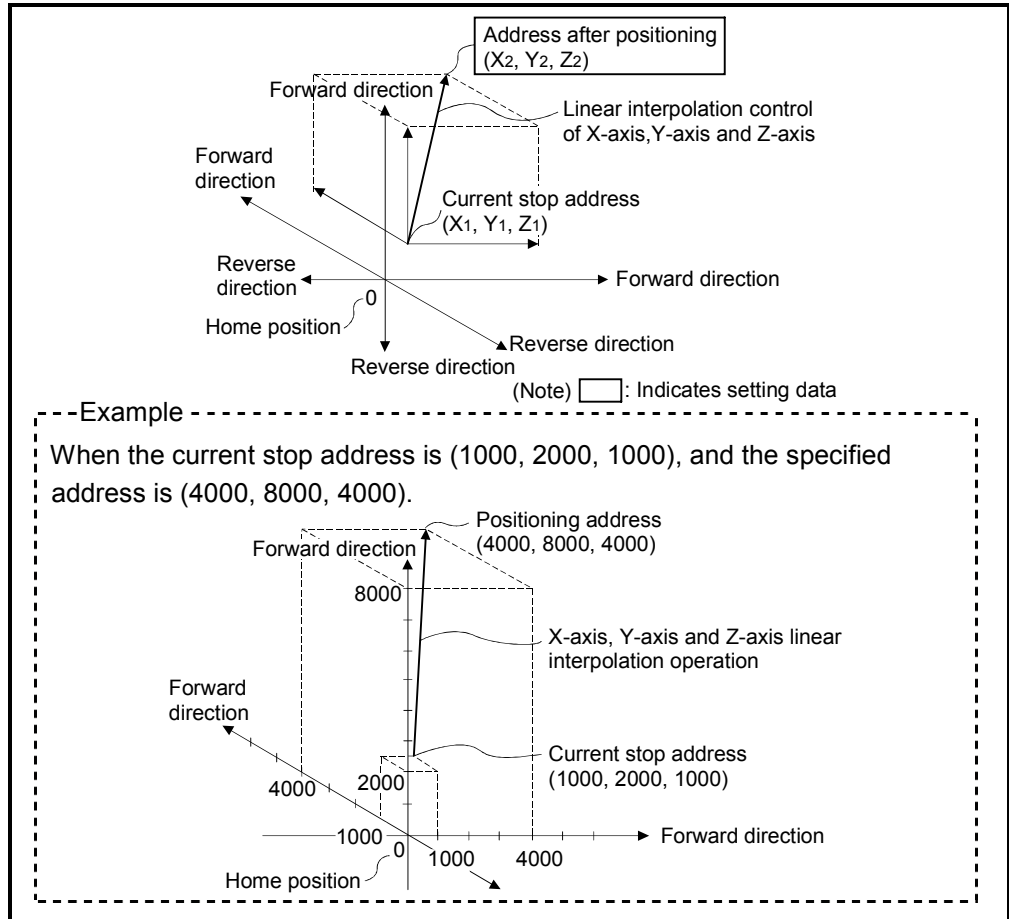 Address after positioning
(X2, Y2, Z2)
Forward direction
Linear interpolation control
of X-axis,Y-axis and Z-axis
Forward
direction
Current stop address
(X1, Y1, Z1)
Reverse
direction
Forward direction
0
Home position
Reverse direction
Reverse direction
(Note) : Indicates setting data
Example
When the current stop address is (1000, 2000, 1000), and the specified
address is (4000, 8000, 4000).
Positioning address
(4000, 8000, 4000)
Forward direction
8000
X-axis, Y-axis and Z-axis linear
interpolation operation
Forward
direction
Current stop address
(1000, 2000, 1000)
4000
2000
1000
Forward direction
0
1000
4000
Home position